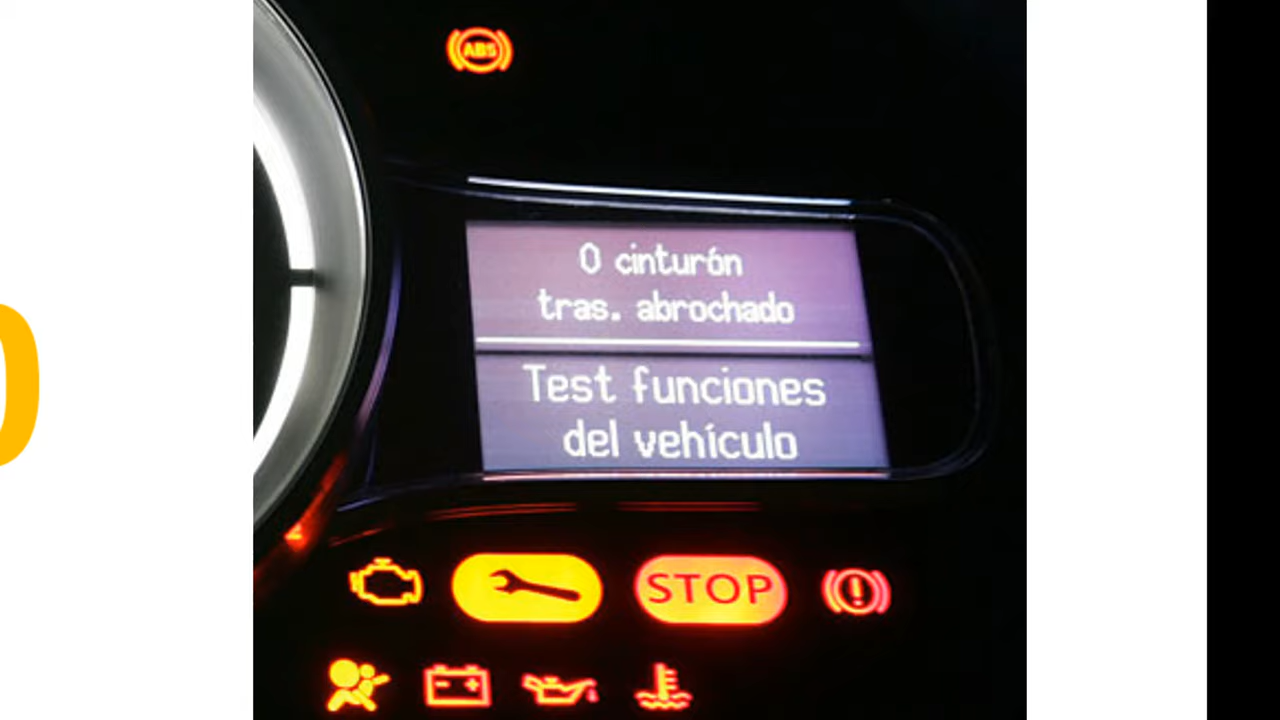 ABS
0 cinturón
tras. abrochado
Test funciones
del vehículo
STOP